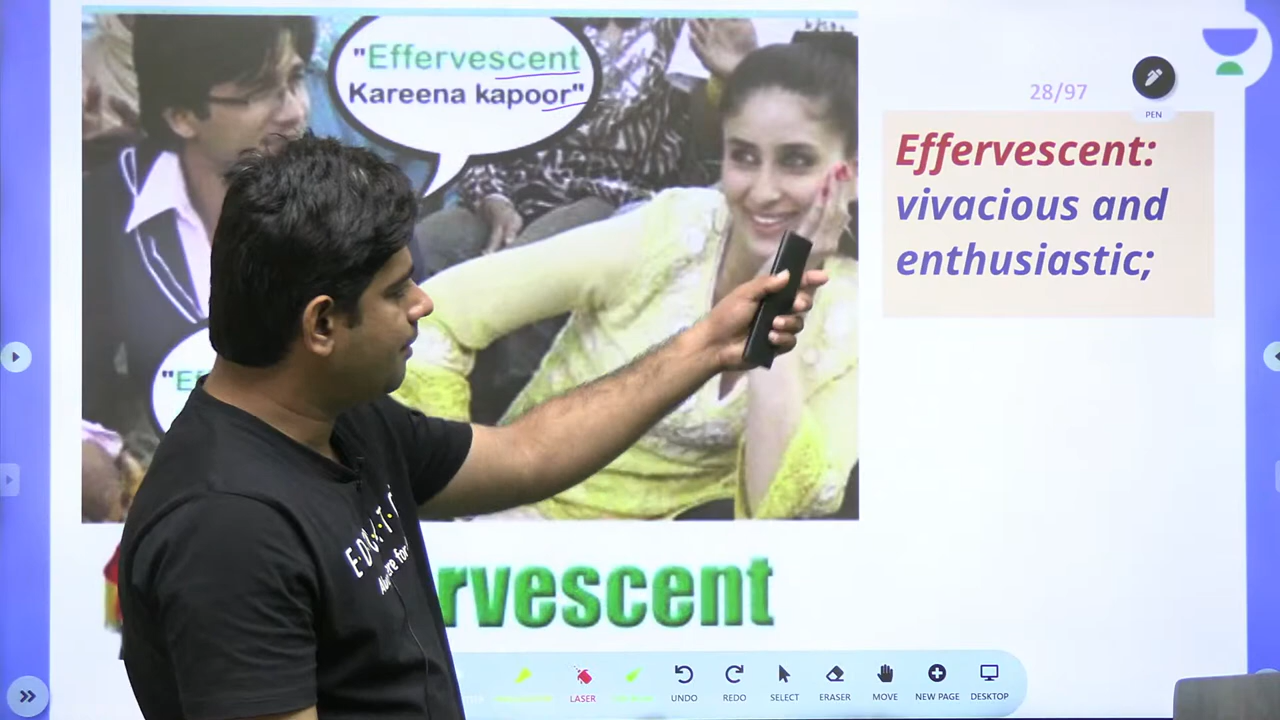 "Effervescent
Kareena kapoor"
28/97
PEN
Effervescent:
vivacious and
enthusiastic;
"Ef
rvescent
LASER
UNDO
REDO
SELECT
ERASER
MOVE
NEW PAGE
DESKTOP